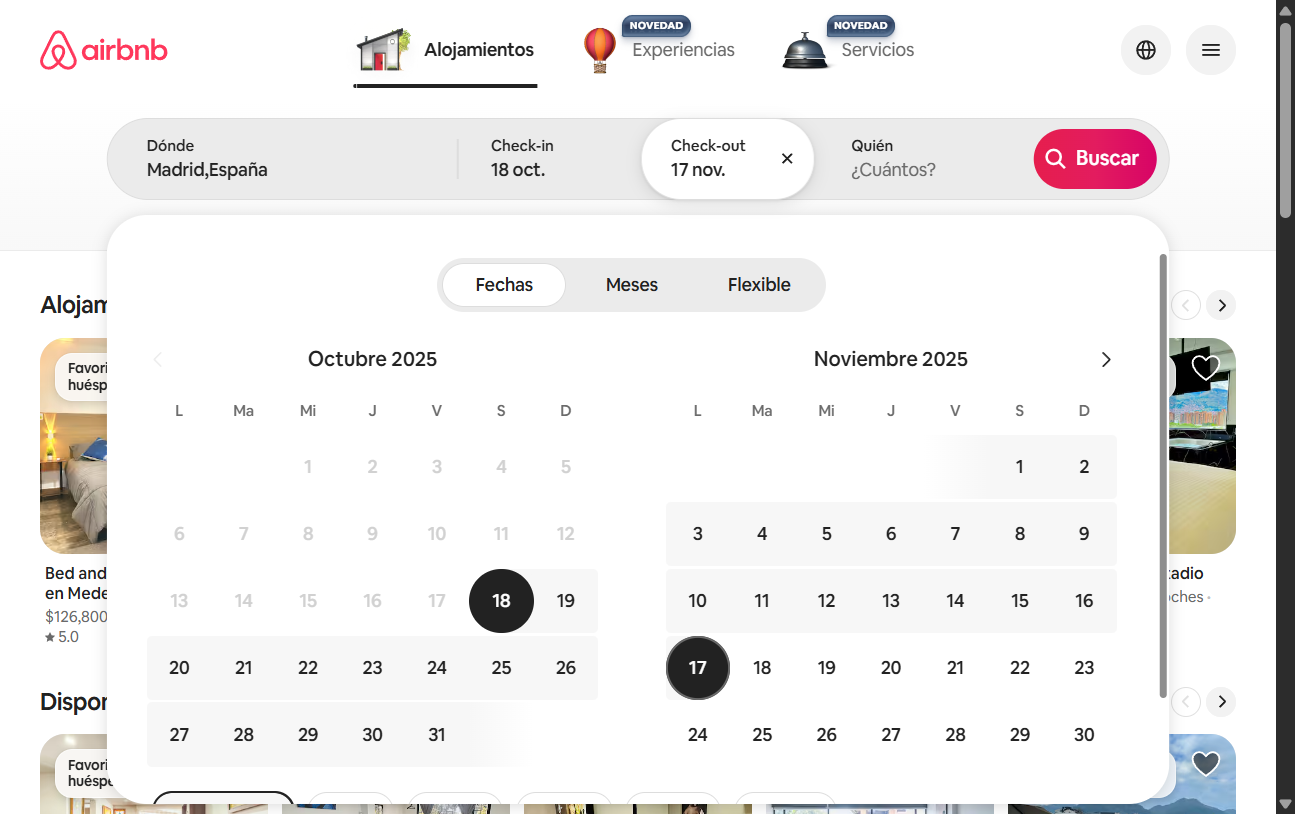 airbnb
Alojamientos
NOVEDAD
Experiencias
NOVEDAD
Servicios
Dónde
Madrid,España
Check-in
18 oct.
Check-out
17 nov.
Quién
¿Cuántos?
Buscar
Fechas
Meses
Flexible
Octubre 2025
L Ma Mi J V S D
1 2 3 4 5
6 7 8 9 10 11 12
13 14 15 16 17 18 19
20 21 22 23 24 25 26
27 28 29 30 31
Noviembre 2025
L Ma Mi J V S D
1 2
3 4 5 6 7 8 9
10 11 12 13 14 15 16
17 18 19 20 21 22 23
24 25 26 27 28 29 30
Alojam
Favori
huésp
Bed and
en Mede
$126,800
★ 5.0
tadio
oches ·
Dispor
Favori
huéspe